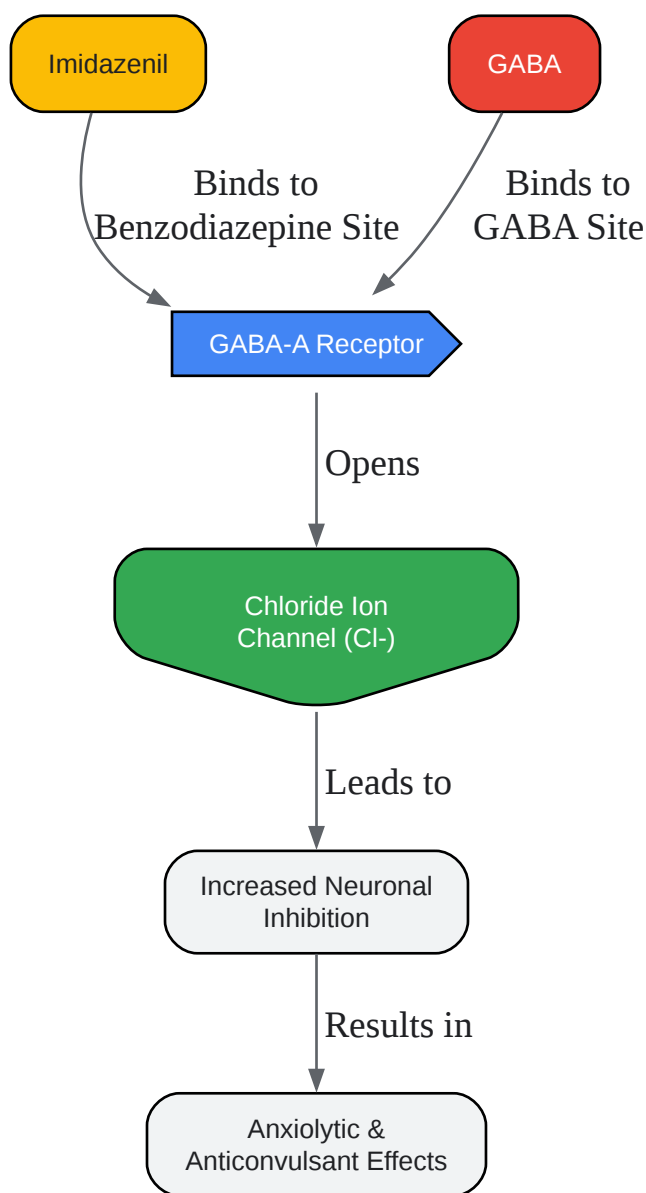 Imidazenil
GABA
Binds to
Benzodiazepine Site
Binds to
GABA Site
GABA-A Receptor
Opens
Chloride Ion
Channel (Cl-)
Leads to
Increased Neuronal
Inhibition
Results in
Anxiolytic &
Anticonvulsant Effects